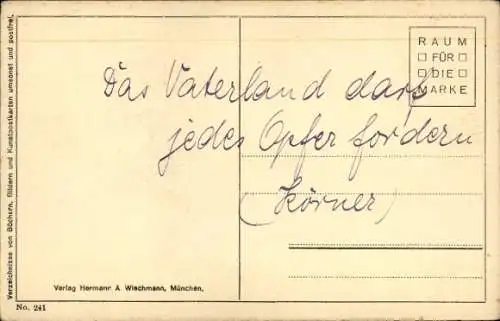 RAUM
FÜR
DIE
MARKE
Das Vaterland darf
jedes Opfer fordern
(Körner)
Verzeichnisse von Büchern, Bildern und Kunstpostkarten umsonst und postfrei.
Verlag Hermann A. Wiechmann, München.
No. 241